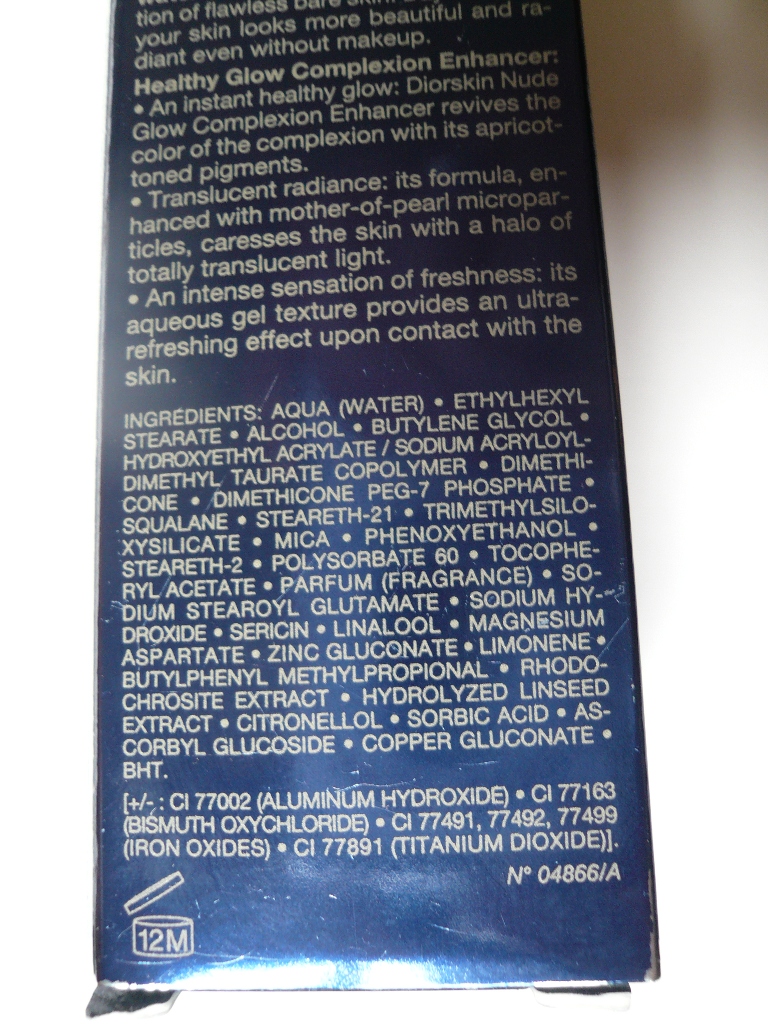 tion of flawless bare skin.
your skin looks more beautiful and ra-
diant even without makeup.
Healthy Glow Complexion Enhancer:
• An instant healthy glow: Diorskin Nude
Glow Complexion Enhancer revives the
color of the complexion with its apricot-
toned pigments.
• Translucent radiance: its formula, en-
hanced with mother-of-pearl micropar-
ticles, caresses the skin with a halo of
totally translucent light.
• An intense sensation of freshness: its
aqueous gel texture provides an ultra-
refreshing effect upon contact with the
skin.
INGREDIENTS: AQUA (WATER) • ETHYLHEXYL
STEARATE • ALCOHOL • BUTYLENE GLYCOL •
HYDROXYETHYL ACRYLATE / SODIUM ACRYLOYL-
DIMETHYL TAURATE COPOLYMER • DIMETHI-
CONE • DIMETHICONE PEG-7 PHOSPHATE •
SQUALANE • STEARETH-21 • TRIMETHYLSILO-
XYSILICATE • MICA • PHENOXYETHANOL •
STEARETH-2 • POLYSORBATE 60 • TOCOPHE-
RYL ACETATE • PARFUM (FRAGRANCE) • SO-
DIUM STEAROYL GLUTAMATE • SODIUM HY-
DROXIDE • SERICIN • LINALOOL • MAGNESIUM
ASPARTATE • ZINC GLUCONATE • LIMONENE •
BUTYLPHENYL METHYLPROPIONAL • RHODO-
CHROSITE EXTRACT • HYDROLYZED LINSEED
EXTRACT • CITRONELLOL • SORBIC ACID • AS-
CORBYL GLUCOSIDE • COPPER GLUCONATE •
BHT.
[+/- : CI 77002 (ALUMINUM HYDROXIDE) • CI 77163
(BISMUTH OXYCHLORIDE) • CI 77491, 77492, 77499
(IRON OXIDES) • CI 77891 (TITANIUM DIOXIDE)].
N° 04866/A
12M